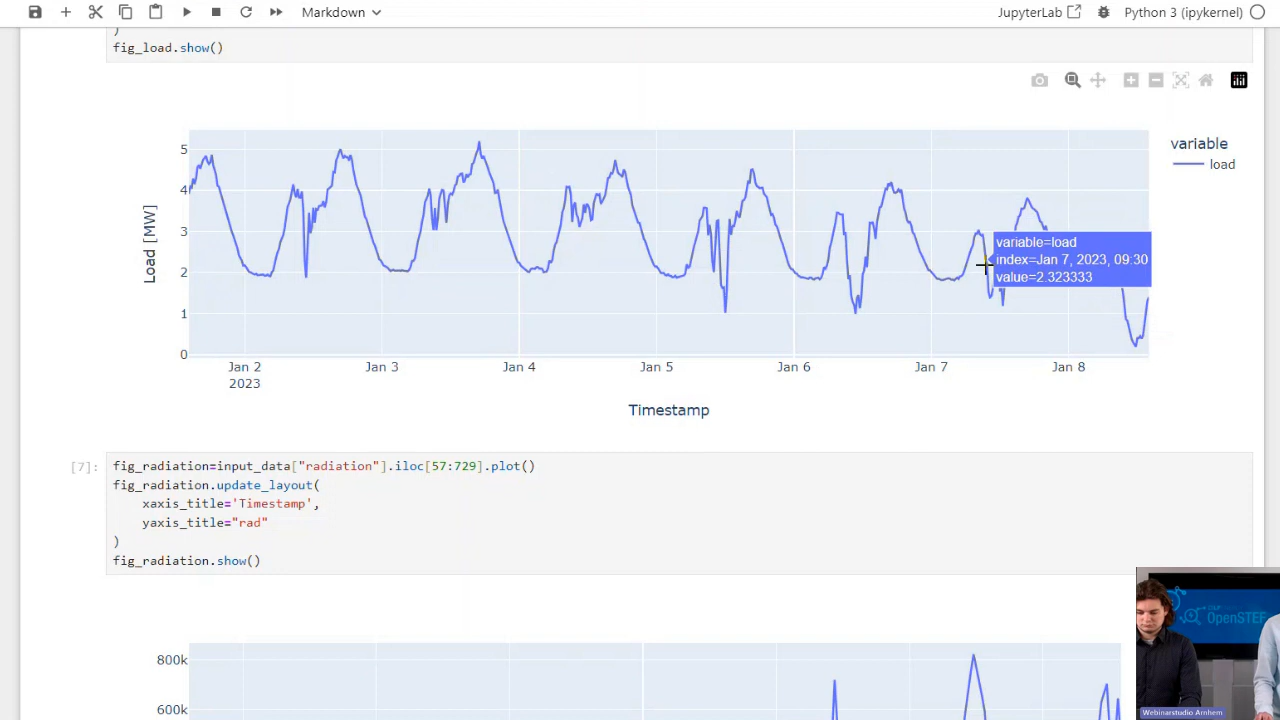 Markdown
JupyterLab
Python 3 (ipykernel)
)
fig_load.show()
variable
load
5
4
3
2
1
0
Load [MW]
variable=load
index=Jan 7, 2023, 09:30
value=2.323333
Jan 2
2023
Jan 3
Jan 4
Jan 5
Jan 6
Jan 7
Jan 8
Timestamp
[7]:
fig_radiation=input_data["radiation"].iloc[57:729].plot()
fig_radiation.update_layout(
xaxis_title='Timestamp',
yaxis_title="rad"
)
fig_radiation.show()
800k
600k
OpenSTEF
Webinarstudio Arnhem